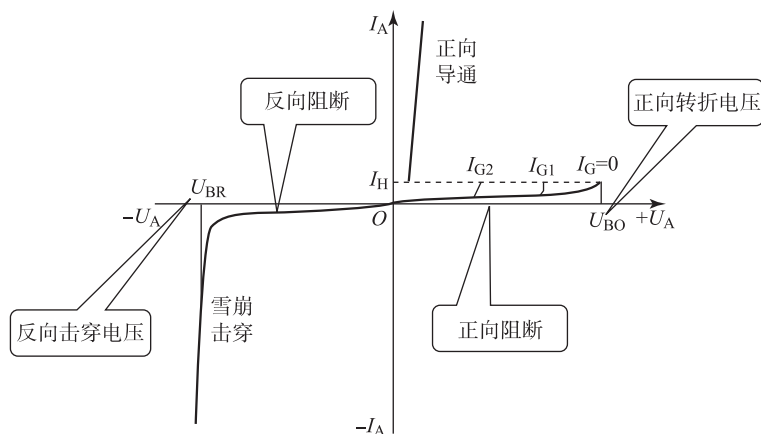 I_A
正向
导通
反向阻断
正向转折电压
U_BR
I_H
I_G2
I_G1
I_G=0
-U_A
O
U_BO
+U_A
反向击穿电压
雪崩
击穿
正向阻断
-I_A